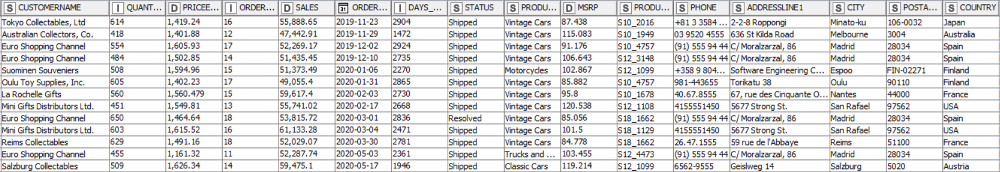 S CUSTOMERNAME I QUANT... D PRICEE... I ORDER... D SALES 31 ORDER... I DAYS_... S STATUS S PRODU... D MSRP S PRODU... S PHONE S ADDRESSLINE1 S CITY S POSTA... S COUNTRY
Tokyo Collectables, Ltd 614 1,419.24 16 55,888.65 2019-11-23 2904 Shipped Vintage Cars 87.438 S10_2016 +81 3 3584 ... 2-2-8 Roppongi Minato-ku 106-0032 Japan
Australian Collectors, Co. 418 1,401.88 12 47,442.91 2019-11-29 1472 Shipped Vintage Cars 115.083 S10_1949 03 9520 4555 636 St Kilda Road Melbourne 3004 Australia
Euro Shopping Channel 554 1,605.93 17 52,269.17 2019-12-02 2924 Shipped Vintage Cars 91.176 S10_4757 (91) 555 94 44 C/ Moralzarzal, 86 Madrid 28034 Spain
Euro Shopping Channel 484 1,502.85 14 51,435.45 2019-12-10 2735 Shipped Vintage Cars 106.643 S12_3148 (91) 555 94 44 C/ Moralzarzal, 86 Madrid 28034 Spain
Suominen Souveniers 508 1,594.96 15 51,373.49 2020-01-06 2270 Shipped Motorcycles 102.867 S12_1099 +358 9 804... Software Engineering C... Espoo FIN-02271 Finland
Oulu Toy Supplies, Inc. 605 1,402.23 17 49,055.4 2020-01-31 2865 Shipped Vintage Cars 85.882 S10_4757 981-443655 Torikatu 38 Oulu 90110 Finland
La Rochelle Gifts 560 1,560.479 15 59,617.4 2020-02-03 2730 Shipped Vintage Cars 95.8 S10_1678 40.67.8555 67, rue des Cinquante O... Nantes 44000 France
Mini Gifts Distributors Ltd. 451 1,549.81 13 55,741.02 2020-02-17 2668 Shipped Vintage Cars 120.538 S12_1108 4155551450 5677 Strong St. San Rafael 97562 USA
Euro Shopping Channel 650 1,464.64 18 53,815.72 2020-03-01 2836 Resolved Vintage Cars 85.056 S18_1662 (91) 555 94 44 C/ Moralzarzal, 86 Madrid 28034 Spain
Mini Gifts Distributors Ltd. 603 1,615.52 16 61,133.28 2020-03-04 2471 Shipped Vintage Cars 101.5 S18_1129 4155551450 5677 Strong St. San Rafael 97562 USA
Reims Collectables 629 1,491.16 18 52,029.07 2020-03-30 2781 Shipped Vintage Cars 84.778 S18_1662 26.47.1555 59 rue de l'Abbaye Reims 51100 France
Euro Shopping Channel 455 1,161.32 11 52,287.74 2020-05-03 2361 Shipped Trucks and ... 103.455 S12_4473 (91) 555 94 44 C/ Moralzarzal, 86 Madrid 28034 Spain
Salzburg Collectables 509 1,626.34 14 59,475.1 2020-05-17 1946 Shipped Classic Cars 119.214 S12_1099 6562-9555 Geislweg 14 Salzburg 5020 Austria